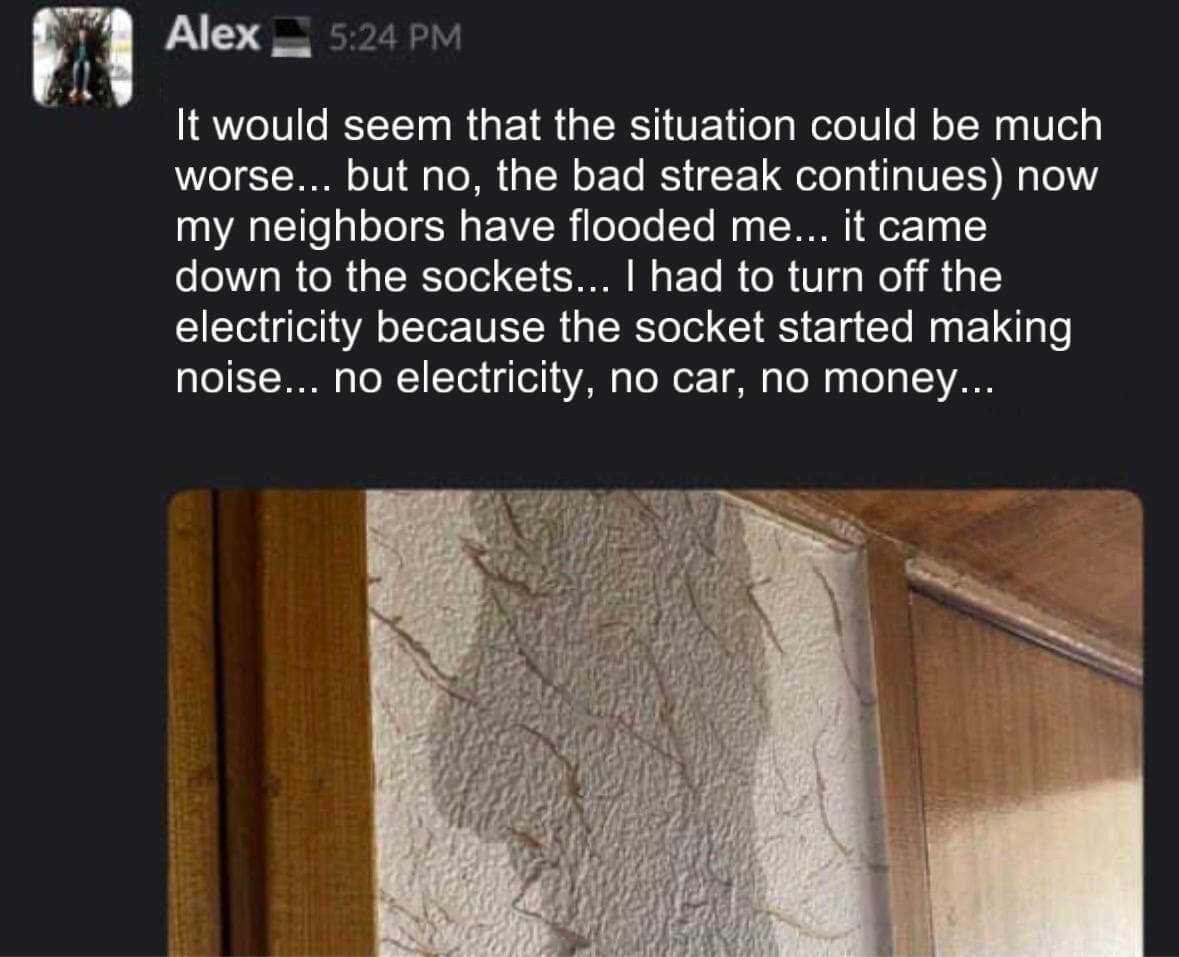 Alex 5:24 PM
It would seem that the situation could be much
worse... but no, the bad streak continues) now
my neighbors have flooded me... it came
down to the sockets... I had to turn off the
electricity because the socket started making
noise... no electricity, no car, no money...